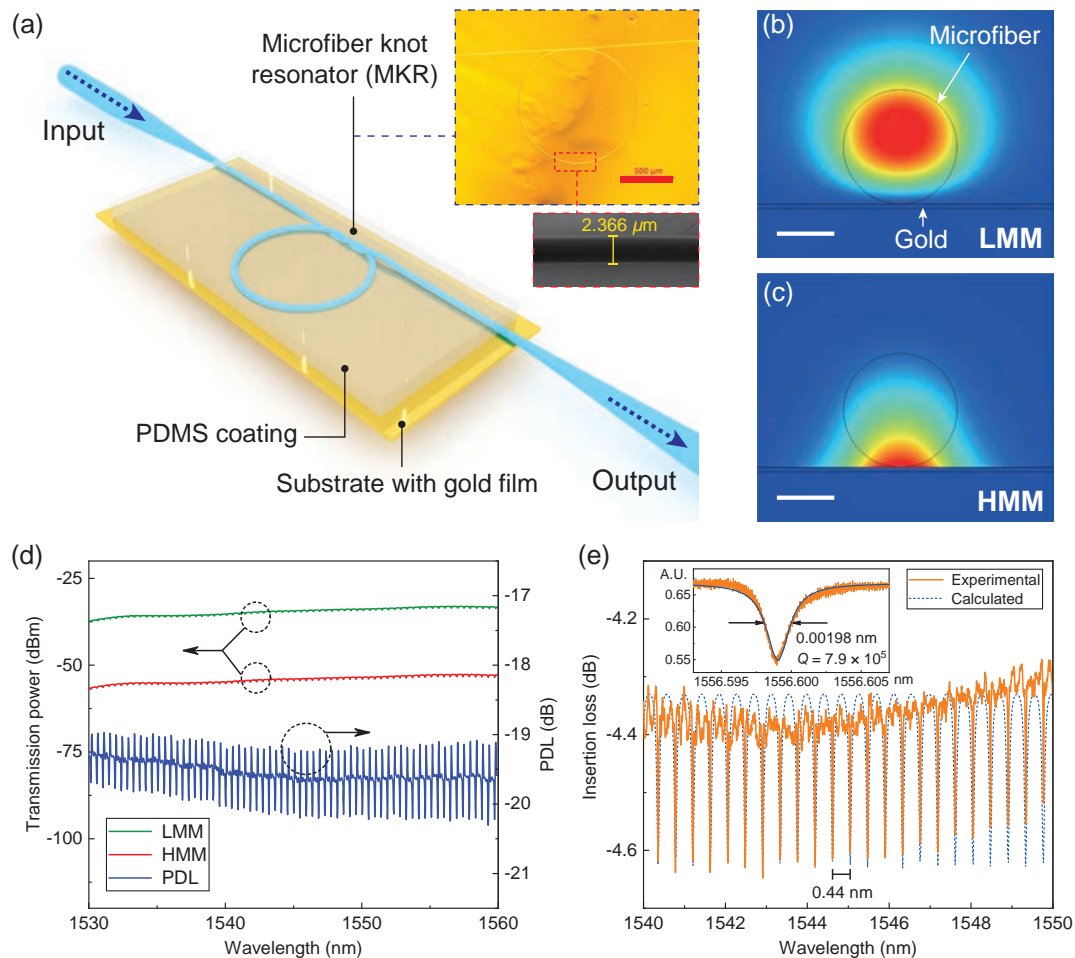 (a)
Microfiber knot
resonator (MKR)
Input
500 µm
2.366 µm
PDMS coating
Substrate with gold film
Output
(b)
Microfiber
Gold
LMM
(c)
HMM
(d)
-25
-50
-75
-100
Transmission power (dBm)
-17
-18
-19
-20
-21
PDL (dB)
LMM
HMM
PDL
1530
1540
1550
1560
Wavelength (nm)
(e)
-4.2
-4.4
-4.6
Insertion loss (dB)
A.U.
0.66
0.60
0.55
0.00198 nm
Q = 7.9 × 10⁵
1556.595
1556.600
1556.605
nm
Experimental
Calculated
0.44 nm
1540
1542
1544
1546
1548
1550
Wavelength (nm)